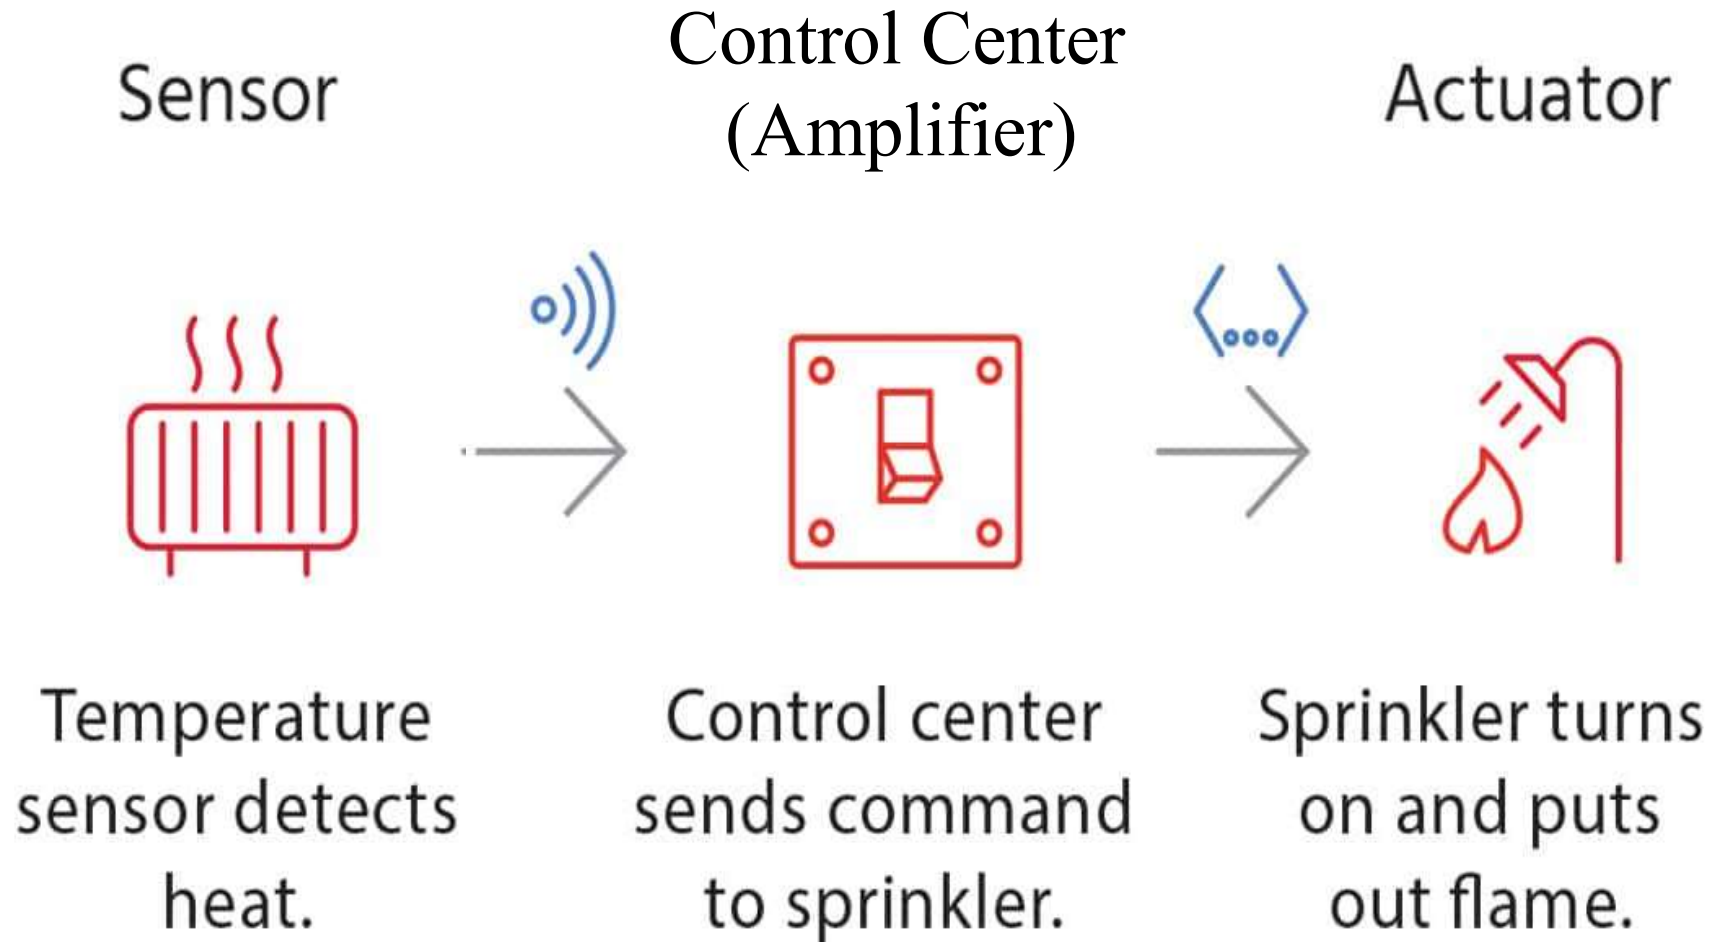 Sensor
Control Center
(Amplifier)
Actuator
Temperature
sensor detects
heat.
Control center
sends command
to sprinkler.
Sprinkler turns
on and puts
out flame.